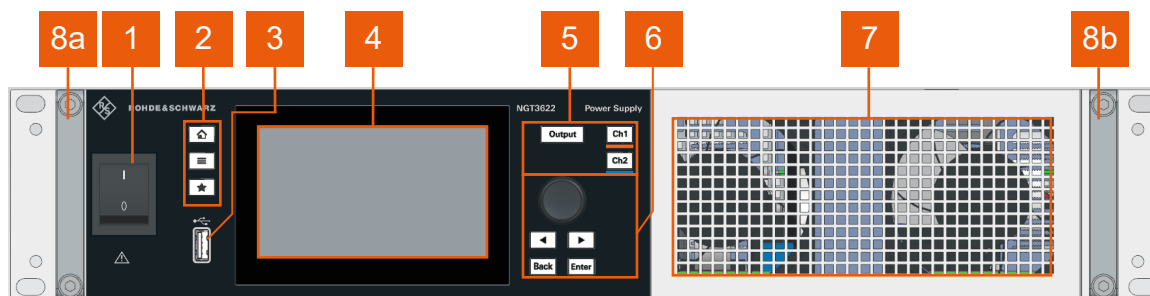 8a 1 2 3 4 5 6 7 8b
R&S ROHDE&SCHWARZ NGT3622 Power Supply
Output Ch1
Ch2
I
0
Back Enter